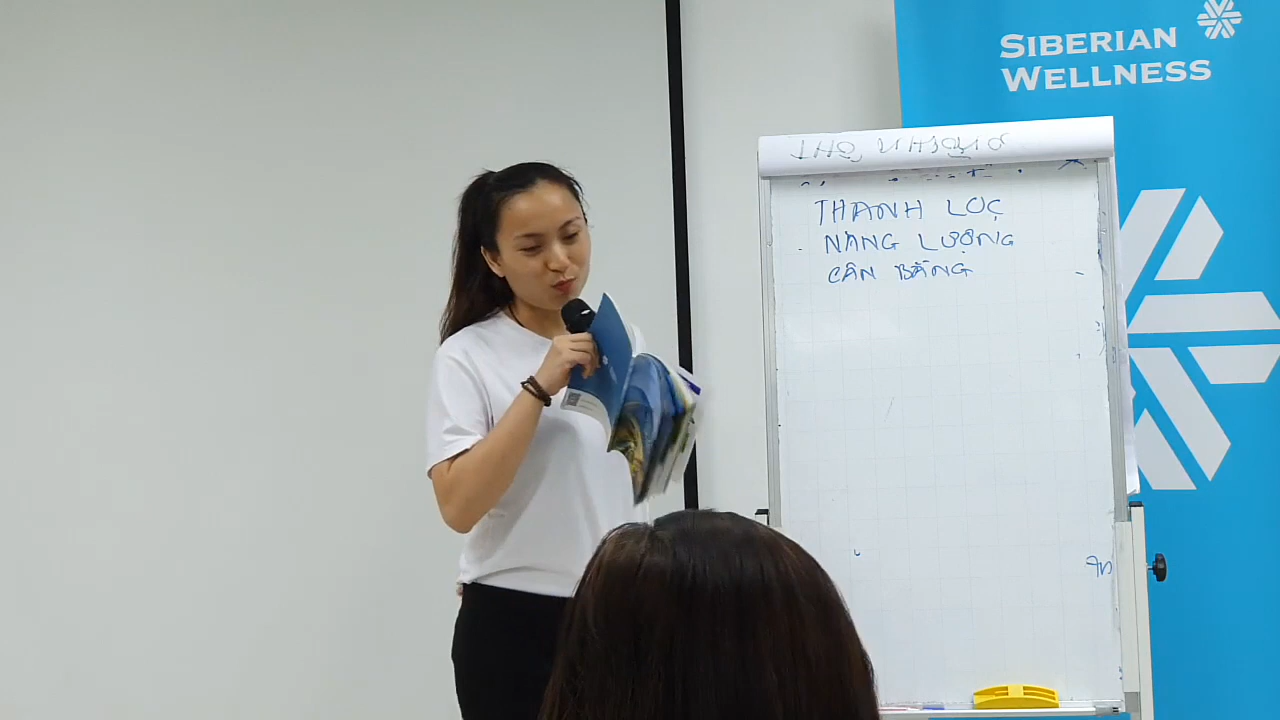 SIBERIAN
WELLNESS
THANH LỌC
NĂNG LƯỢNG
CÂN BẰNG